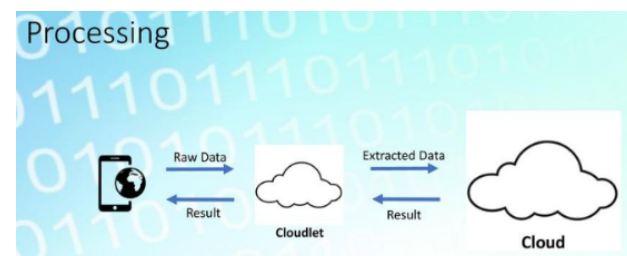 Processing
Raw Data
Extracted Data
Result
Result
Cloudlet
Cloud